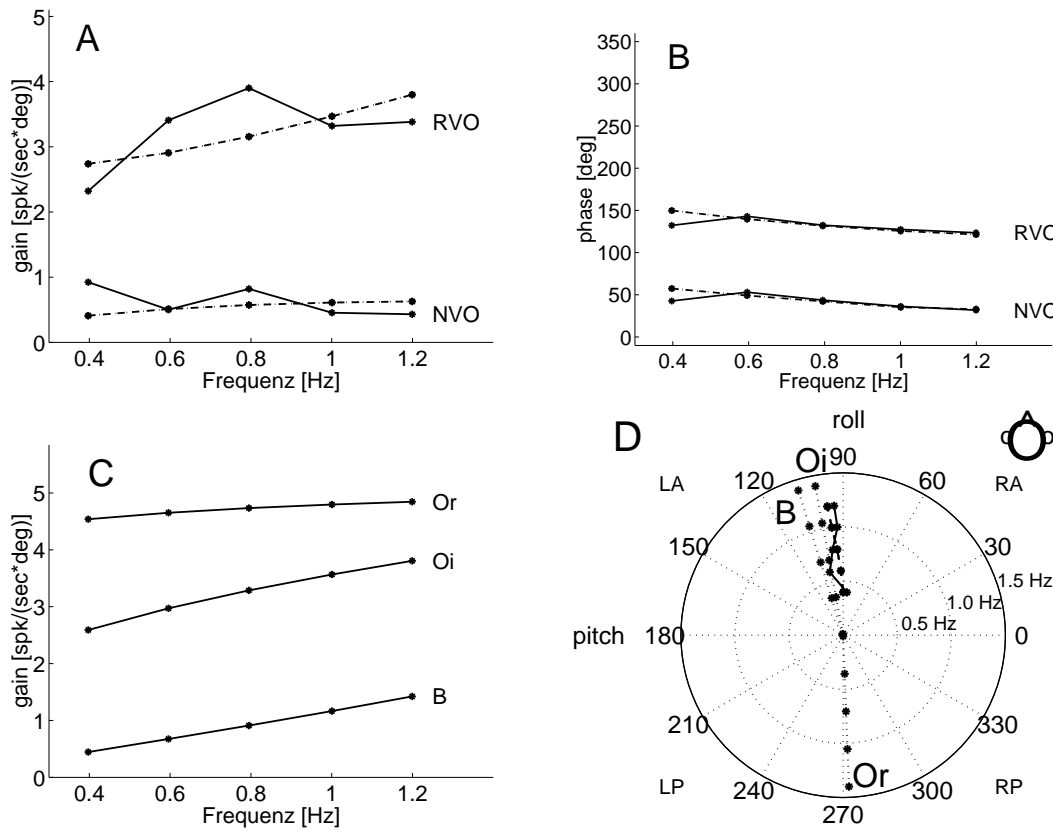 A
5
4
3
2
1
0
gain [spk/(sec*deg)]
RVO
NVO
0.4 0.6 0.8 1 1.2
Frequenz [Hz]
B
350
300
250
200
150
100
50
0
phase [deg]
RVO
NVO
0.4 0.6 0.8 1 1.2
Frequenz [Hz]
C
5
4
3
2
1
0
gain [spk/(sec*deg)]
Or
Oi
B
0.4 0.6 0.8 1 1.2
Frequenz [Hz]
D
roll
90
120 60
LA RA
Oi
B
150 30
1.5 Hz
1.0 Hz
0.5 Hz
pitch 180 0
210 330
Or
LP RP
240 300
270